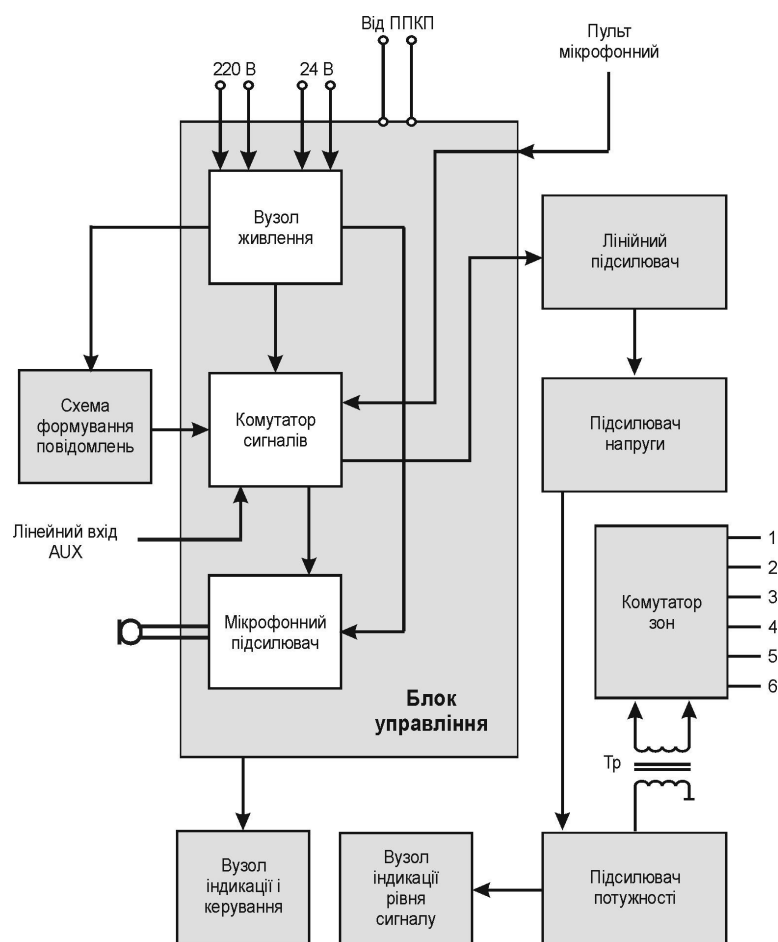 Від ППКП
Пульт
мікрофонний
220 В
24 В
Вузол
живлення
Лінійний
підсилювач
Схема
формування
повідомлень
Комутатор
сигналів
Підсилювач
напруги
Лінейний вхід
AUX
Мікрофонний
підсилювач
Комутатор
зон
1
2
3
4
5
6
Блок
управління
Тр
Вузол
індикації і
керування
Вузол
індикації
рівня
сигналу
Підсилювач
потужності